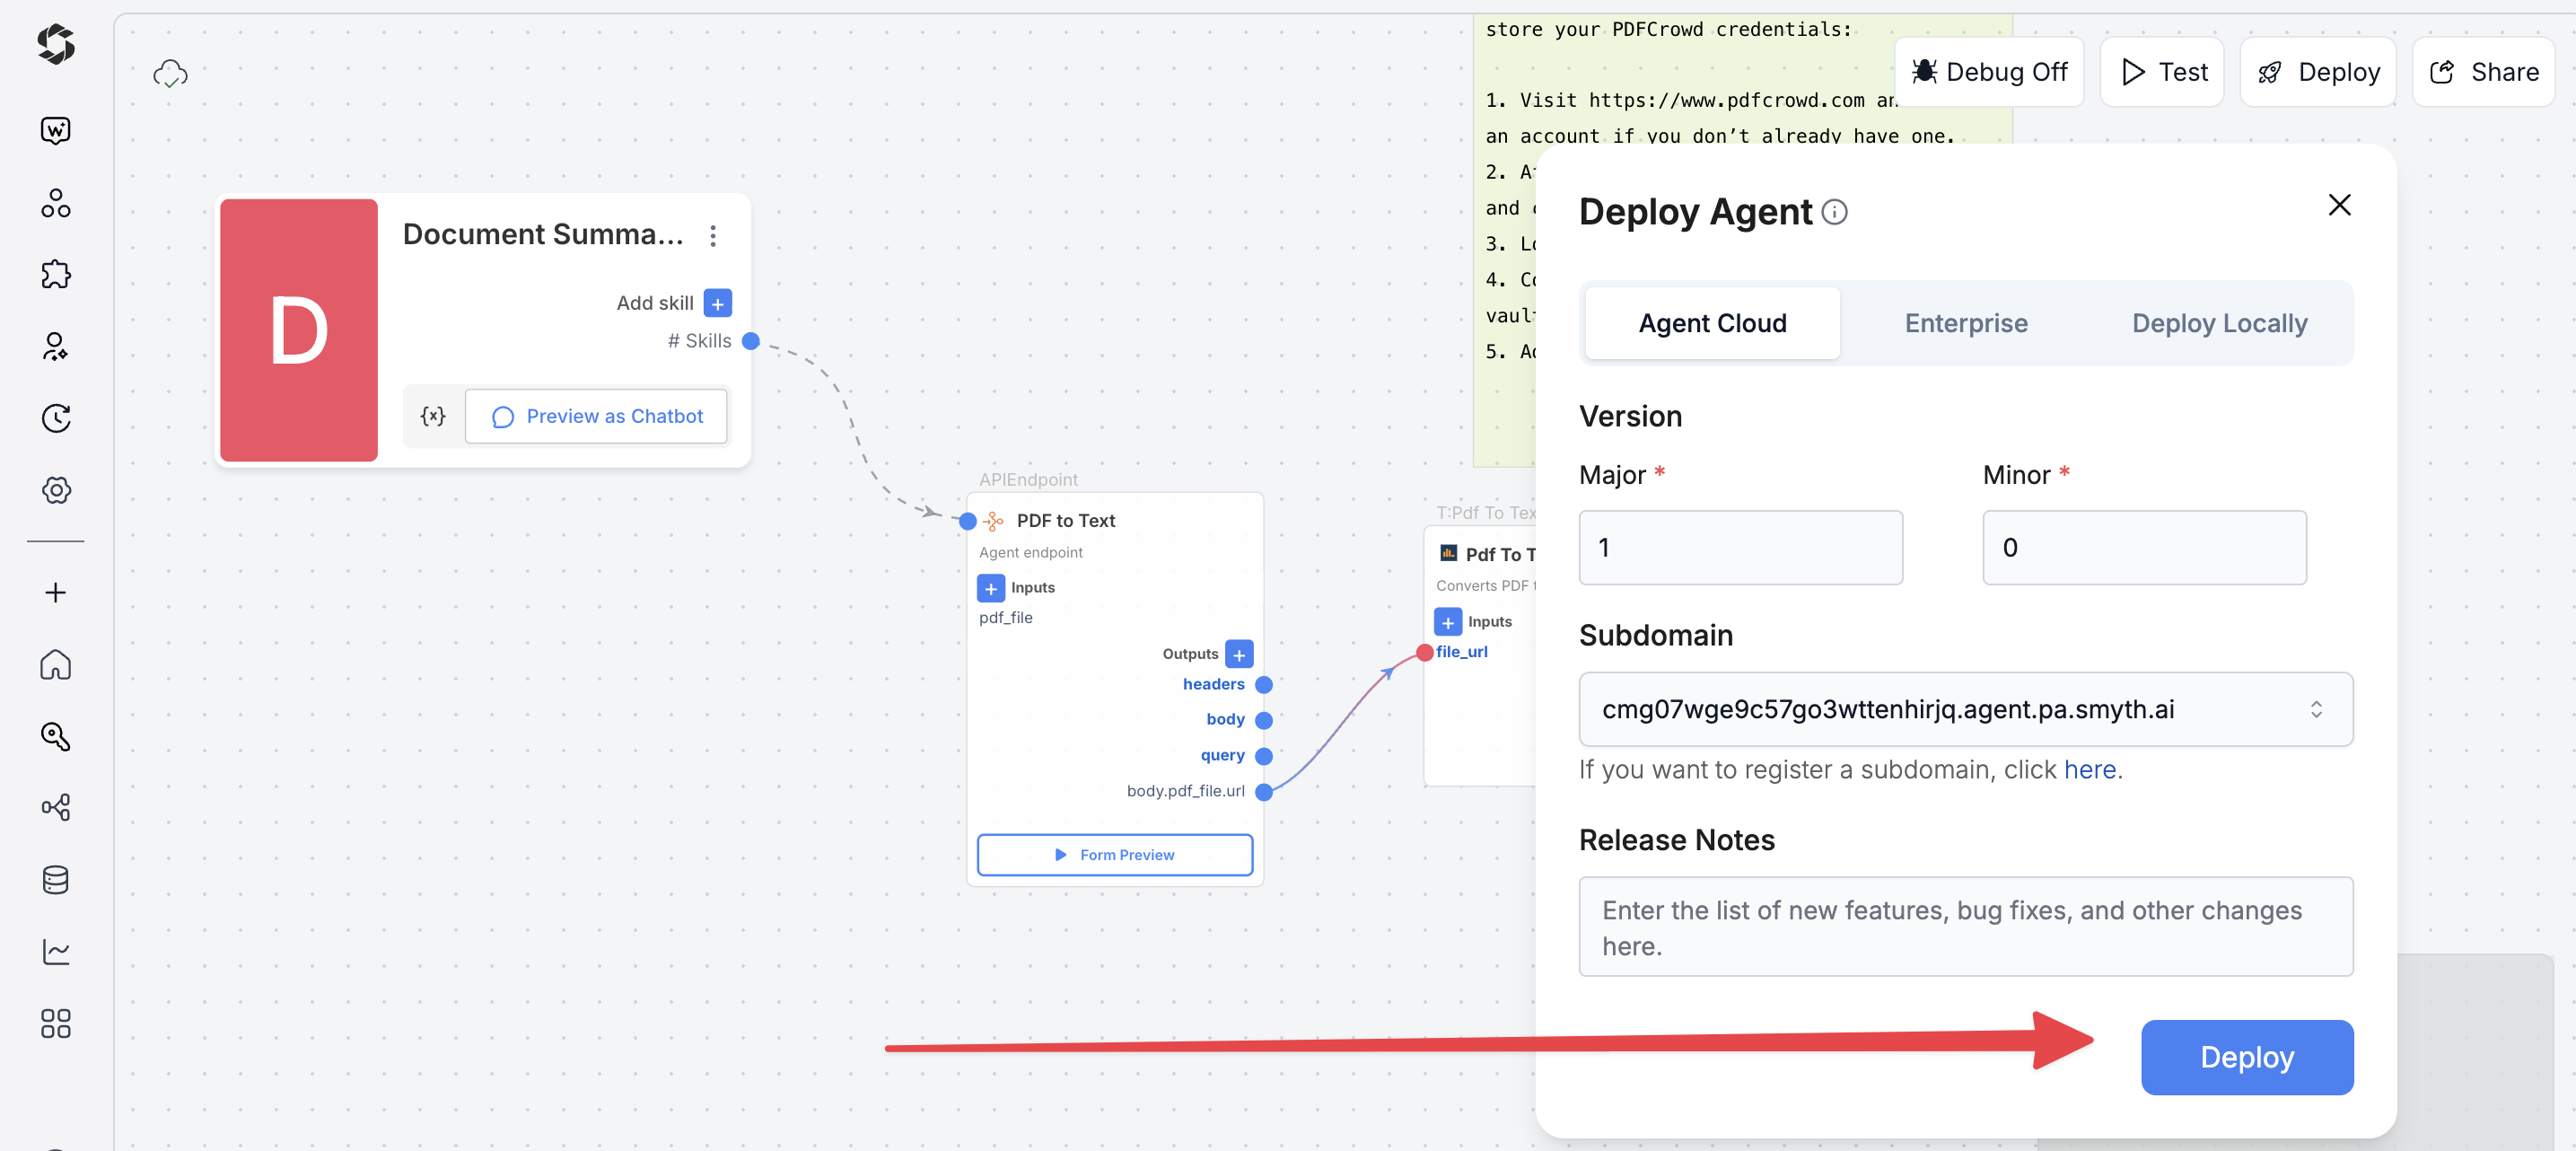 store your PDFCrowd credentials:
1. Visit https://www.pdfcrowd.com an
an account if you don’t already have one.
2. A
and
3. L
4. C
vaul
5. A
Debug Off
Test
Deploy
Share
D
Document Summa...
Add skill +
# Skills
{x}
Preview as Chatbot
APIEndpoint
PDF to Text
Agent endpoint
+ Inputs
pdf_file
Outputs +
headers
body
query
body.pdf_file.url
Form Preview
T:Pdf To Tex
Pdf To T
Converts PDF t
+ Inputs
file_url
Deploy Agent
Agent Cloud
Enterprise
Deploy Locally
Version
Major *
Minor *
1
0
Subdomain
cmg07wge9c57go3wttenhirjq.agent.pa.smyth.ai
If you want to register a subdomain, click here.
Release Notes
Enter the list of new features, bug fixes, and other changes
here.
Deploy